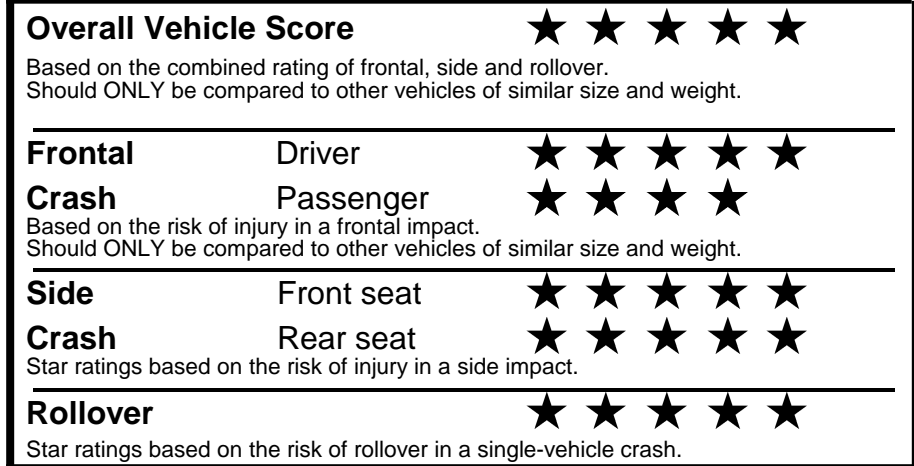 Overall Vehicle Score ★ ★ ★ ★ ★
Based on the combined rating of frontal, side and rollover.
Should ONLY be compared to other vehicles of similar size and weight.
Frontal Driver ★ ★ ★ ★ ★
Crash Passenger ★ ★ ★ ★
Based on the risk of injury in a frontal impact.
Should ONLY be compared to other vehicles of similar size and weight.
Side Front seat ★ ★ ★ ★ ★
Crash Rear seat ★ ★ ★ ★ ★
Star ratings based on the risk of injury in a side impact.
Rollover ★ ★ ★ ★ ★
Star ratings based on the risk of rollover in a single-vehicle crash.